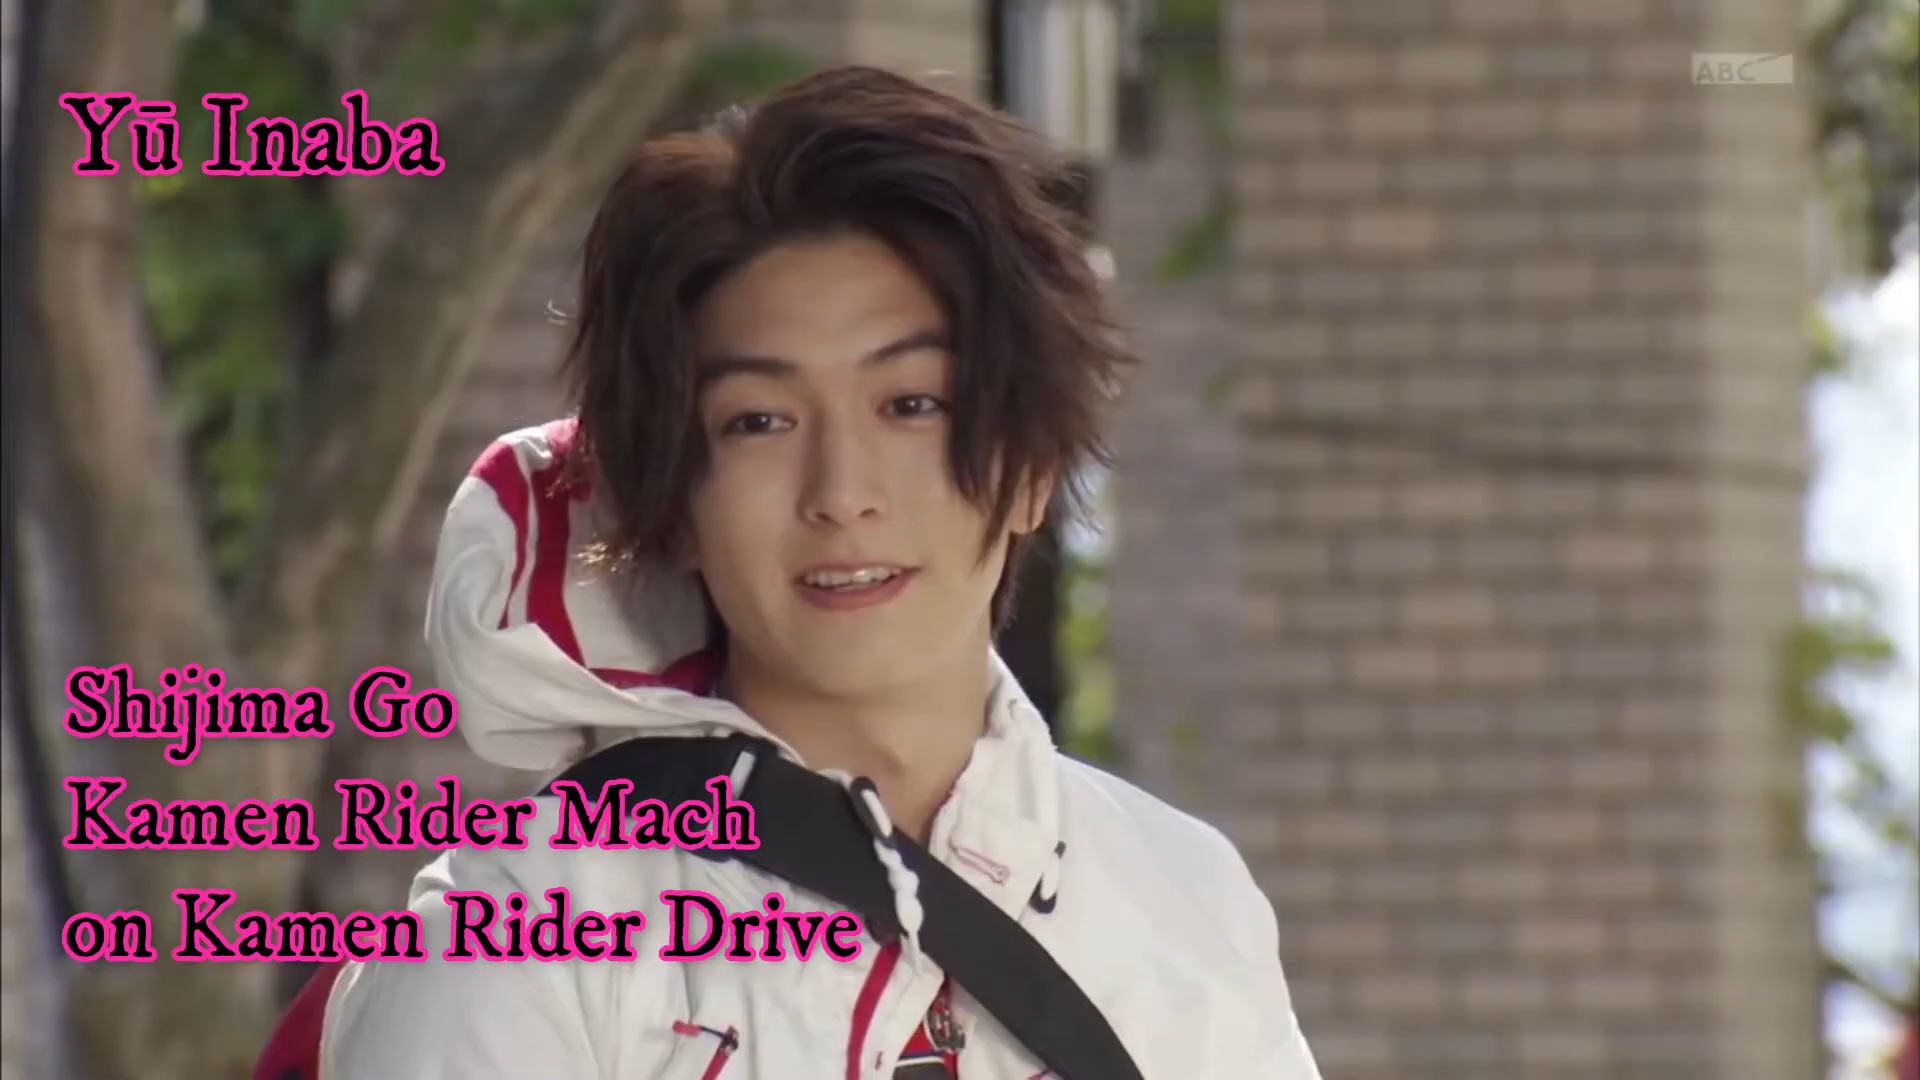 Yū Inaba
ABC
Shijima Go
Kamen Rider Mach
on Kamen Rider Drive